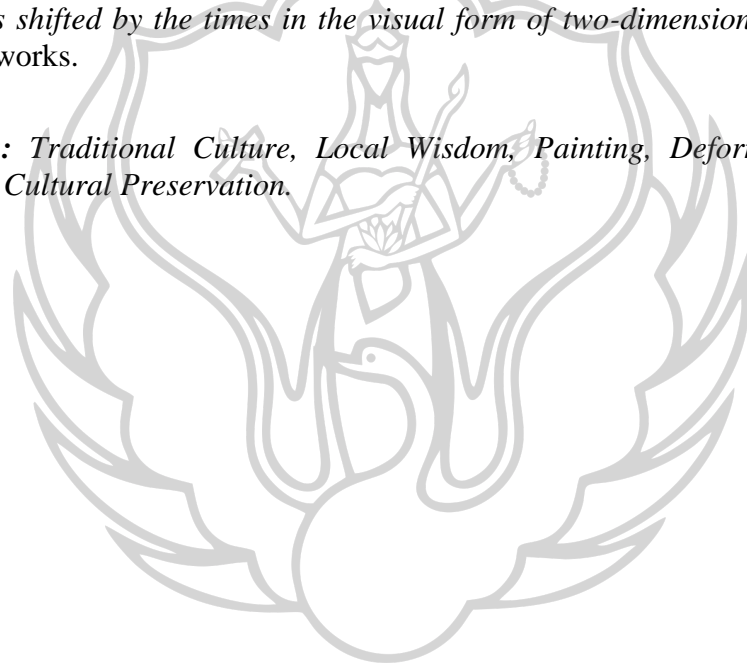 s shifted by the times in the visual form of two-dimension
works.
: Traditional Culture, Local Wisdom, Painting, Defor
Cultural Preservation.